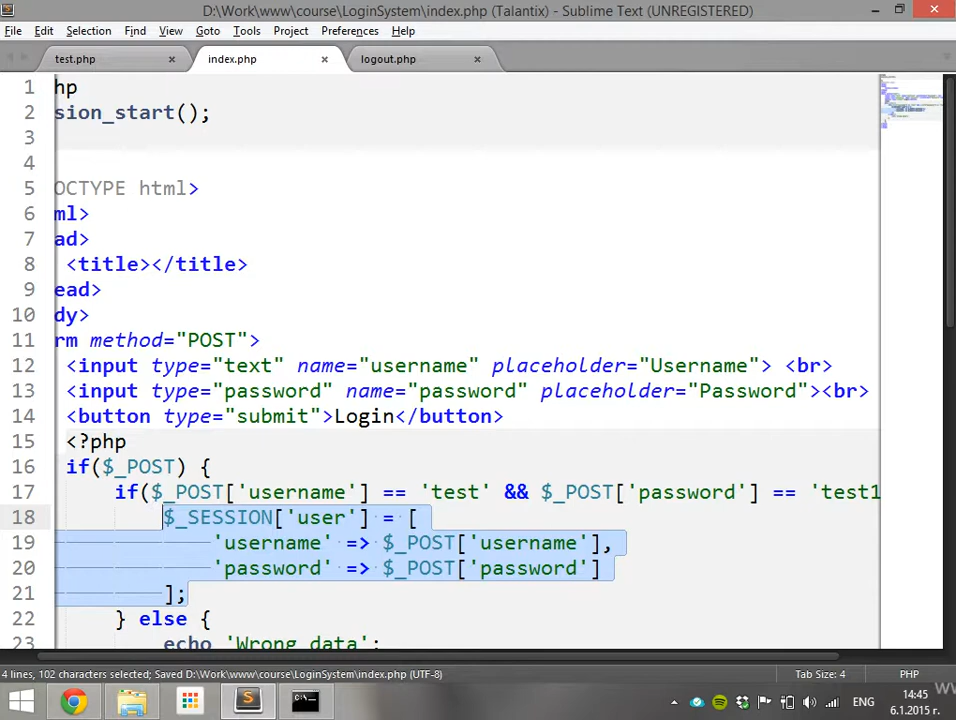 D:\Work\www\course\LoginSystem\index.php (Talantix) - Sublime Text (UNREGISTERED)
File Edit Selection Find View Goto Tools Project Preferences Help
test.php index.php logout.php
1 hp
2 sion_start();
3
4
5 OCTYPE html>
6 ml>
7 ad>
8 <title></title>
9 ead>
10 dy>
11 rm method="POST">
12 <input type="text" name="username" placeholder="Username"> <br>
13 <input type="password" name="password" placeholder="Password"><br>
14 <button type="submit">Login</button>
15 <?php
16 if($_POST) {
17 if($_POST['username'] == 'test' && $_POST['password'] == 'test1
18 $_SESSION['user'] = [
19 'username' => $_POST['username'],
20 'password' => $_POST['password']
21 ];
22 } else {
23 echo 'Wrong data';
4 lines, 102 characters selected; Saved D:\Work\www\course\LoginSystem\index.php (UTF-8) Tab Size: 4 PHP
ЕНG 14:45
6.1.2015 г.